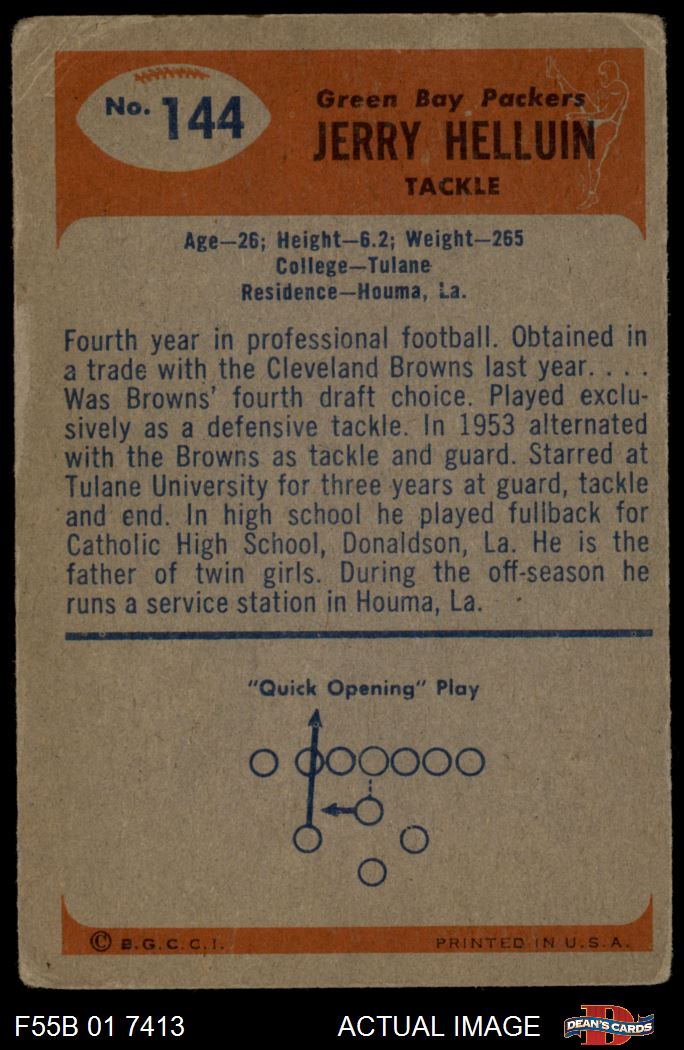 No. 144
Green Bay Packers
JERRY HELLUIN
TACKLE
Age—26; Height—6.2; Weight—265
College—Tulane
Residence—Houma, La.
Fourth year in professional football. Obtained in
a trade with the Cleveland Browns last year. . . .
Was Browns' fourth draft choice. Played exclu-
sively as a defensive tackle. In 1953 alternated
with the Browns as tackle and guard. Starred at
Tulane University for three years at guard, tackle
and end. In high school he played fullback for
Catholic High School, Donaldson, La. He is the
father of twin girls. During the off-season he
runs a service station in Houma, La.
"Quick Opening" Play
© B.G.C.C.I. PRINTED IN U.S.A.
F55B 01 7413 ACTUAL IMAGE D DEAN'S CARDS